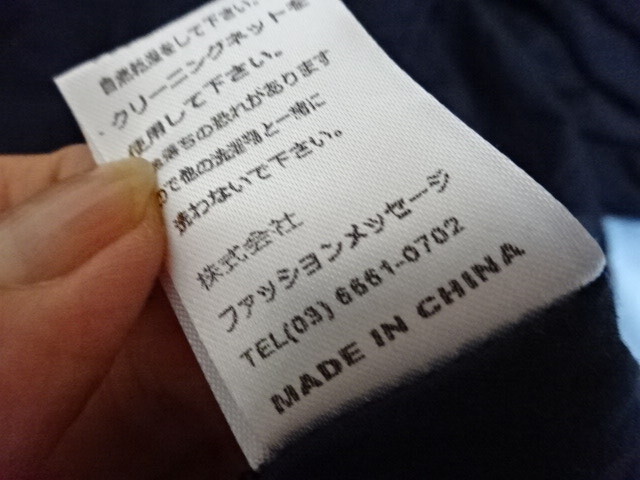 自然乾燥をして下さい。
クリーニングネットを
使用して下さい。
落ちの恐れがあります
で他の洗濯物と一緒に
洗わないで下さい。
株式会社
ファッションメッセージ
TEL(03) 6661-0702
MADE IN CHINA